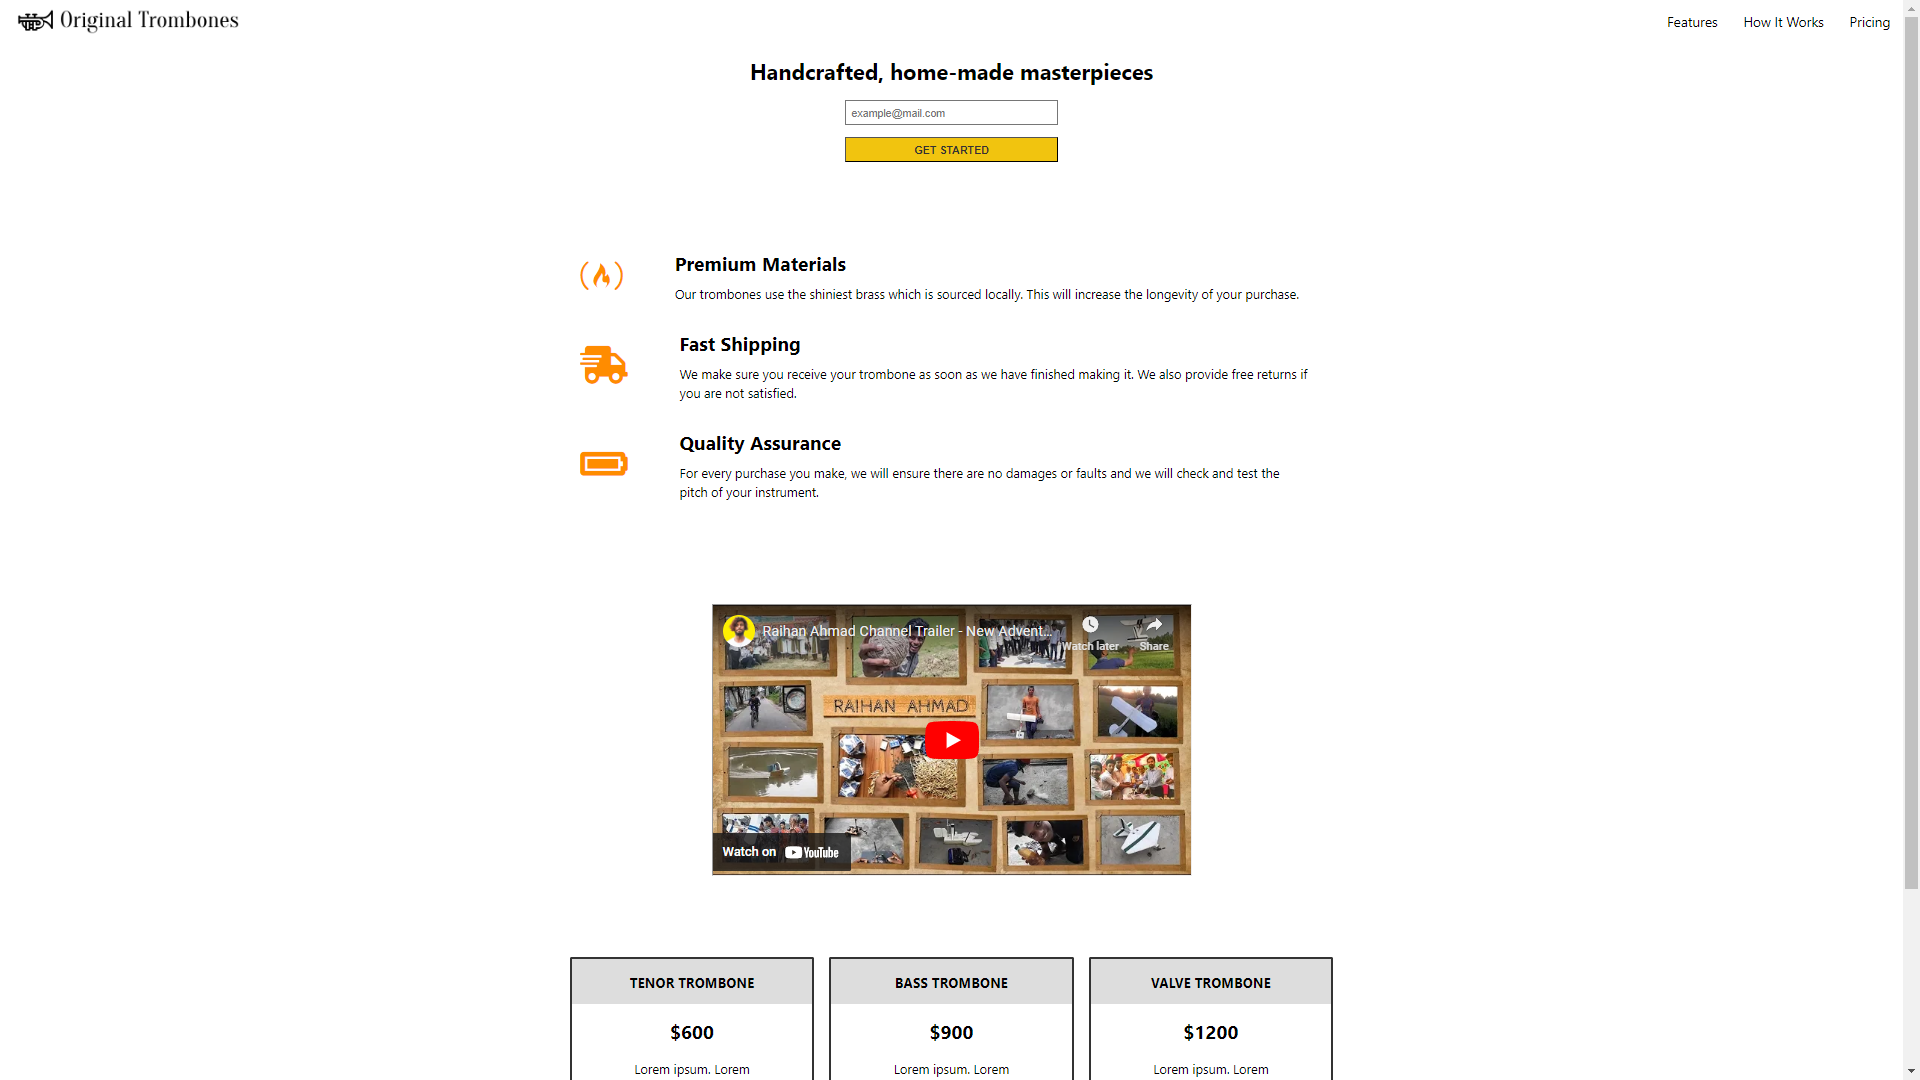 Original Trombones
Features
How It Works
Pricing
Handcrafted, home-made masterpieces
example@mail.com
GET STARTED
Premium Materials
Our trombones use the shiniest brass which is sourced locally. This will increase the longevity of your purchase.
Fast Shipping
We make sure you receive your trombone as soon as we have finished making it. We also provide free returns if
you are not satisfied.
Quality Assurance
For every purchase you make, we will ensure there are no damages or faults and we will check and test the
pitch of your instrument.
Raihan Ahmad Channel Trailer - New Advent...
Watch later
Share
RAIHAN AHMAD
Watch on YouTube
TENOR TROMBONE
$600
Lorem ipsum. Lorem
BASS TROMBONE
$900
Lorem ipsum. Lorem
VALVE TROMBONE
$1200
Lorem ipsum. Lorem